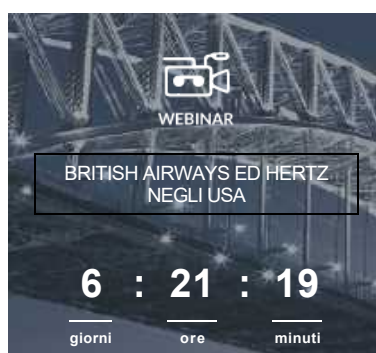 WEBINAR
BRITISH AIRWAYS ED HERTZ
NEGLI USA
6 : 21 : 19
giorni ore minuti